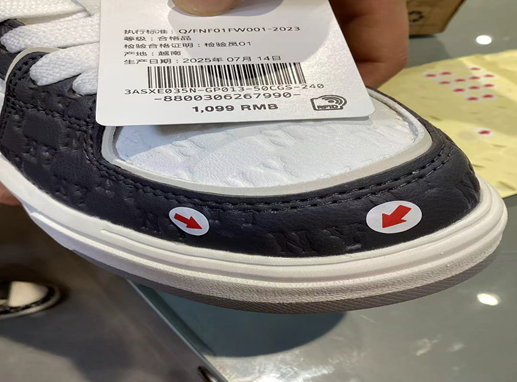 执行标准：Q/FNF01FW001-2023
等级：合格品
检验合格证明：检验员01
产地：越南
生产日期：2025年 07月 14日
3ASXE035N-GP013-50CGS-240
-8800306267990-
1,099 RMB
RFID